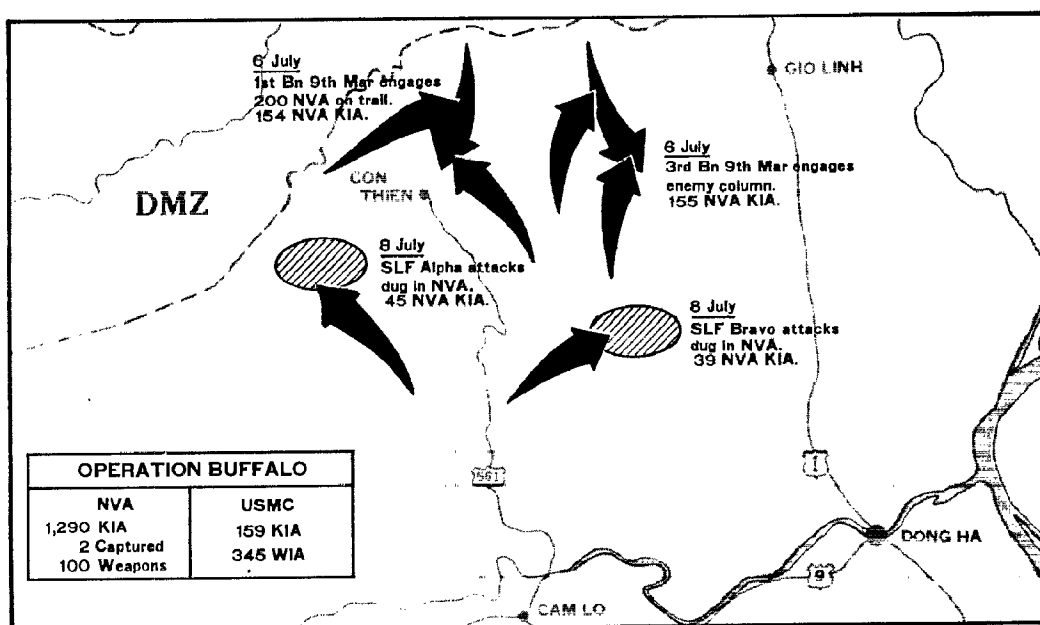 6 July
1st Bn 9th Mar engages
200 NVA on trail.
154 NVA KIA.
GIO LINH
6 July
3rd Bn 9th Mar engages
enemy column.
155 NVA KIA.
CON
THIEN
DMZ
8 July
SLF Alpha attacks
dug in NVA.
45 NVA KIA.
8 July
SLF Bravo attacks
dug in NVA.
39 NVA KIA.
OPERATION BUFFALO
NVA
1,290 KIA
2 Captured
100 Weapons
USMC
159 KIA
345 WIA
561
1
DONG HA
9
CAM LO